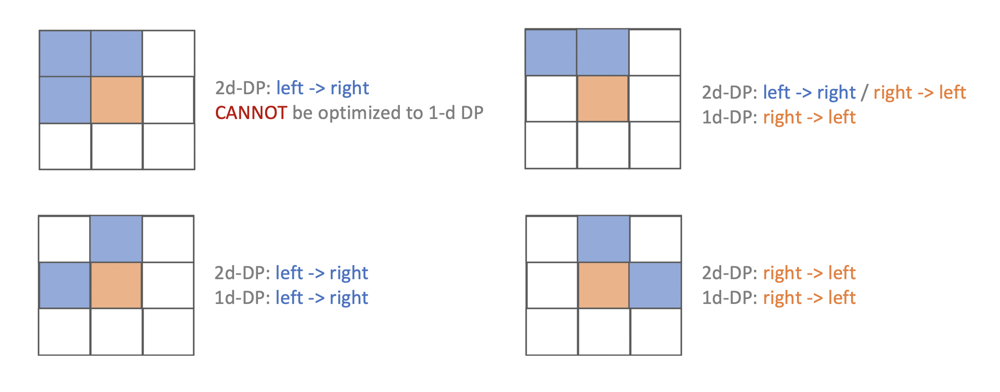 2d-DP: left -> right
CANNOT be optimized to 1-d DP
2d-DP: left -> right / right -> left
1d-DP: right -> left
2d-DP: left -> right
1d-DP: left -> right
2d-DP: right -> left
1d-DP: right -> left